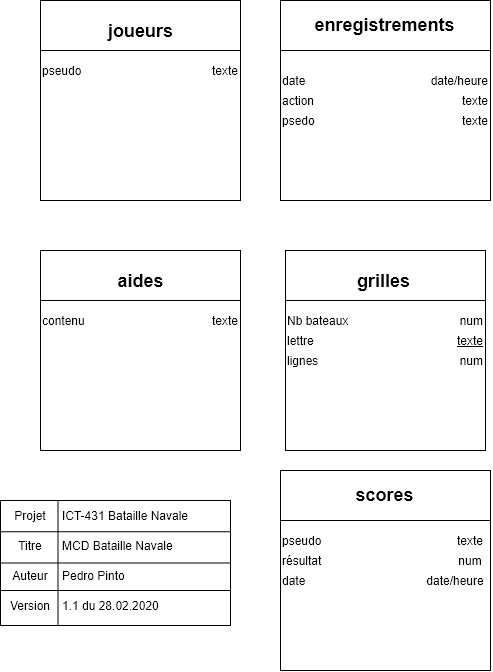 joueurs
pseudo texte
enregistrements
date date/heure
action texte
psedo texte
aides
contenu texte
grilles
Nb bateaux num
lettre texte
lignes num
scores
pseudo texte
résultat num
date date/heure
Projet ICT-431 Bataille Navale
Titre MCD Bataille Navale
Auteur Pedro Pinto
Version 1.1 du 28.02.2020